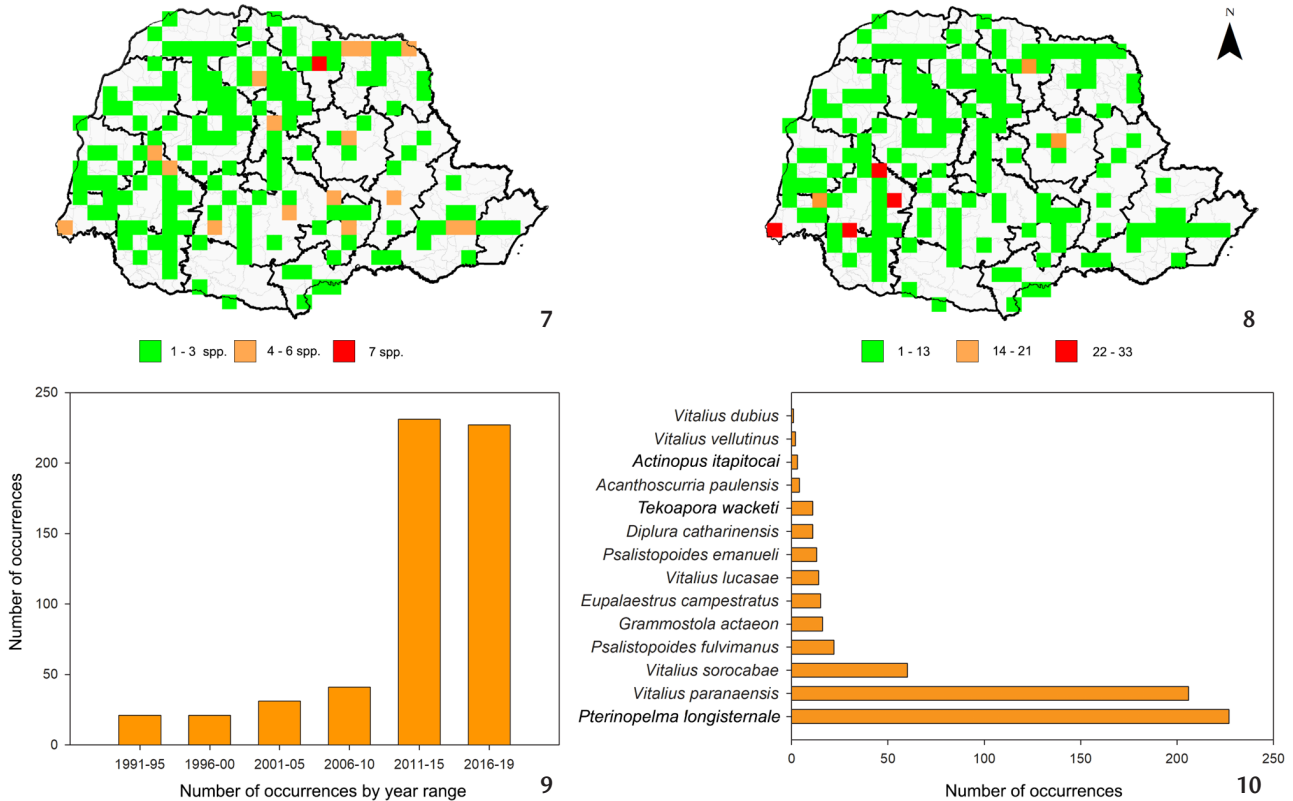 N
7
8
1 - 3 spp.
4 - 6 spp.
7 spp.
1 - 13
14 - 21
22 - 33
Number of occurrences
250
200
150
100
50
0
1991-95
1996-00
2001-05
2006-10
2011-15
2016-19
Number of occurrences by year range
9
Vitalius dubius
Vitalius vellutinus
Actinopus itapitocai
Acanthoscurria paulensis
Tekoapora wacketi
Diplura catharinensis
Psalistopoides emanueli
Vitalius lucasae
Eupalaestrus campestratus
Grammostola actaeon
Psalistopoides fulvimanus
Vitalius sorocabae
Vitalius paranaensis
Pterinopelma longisternale
0
50
100
150
200
250
Number of occurrences
10